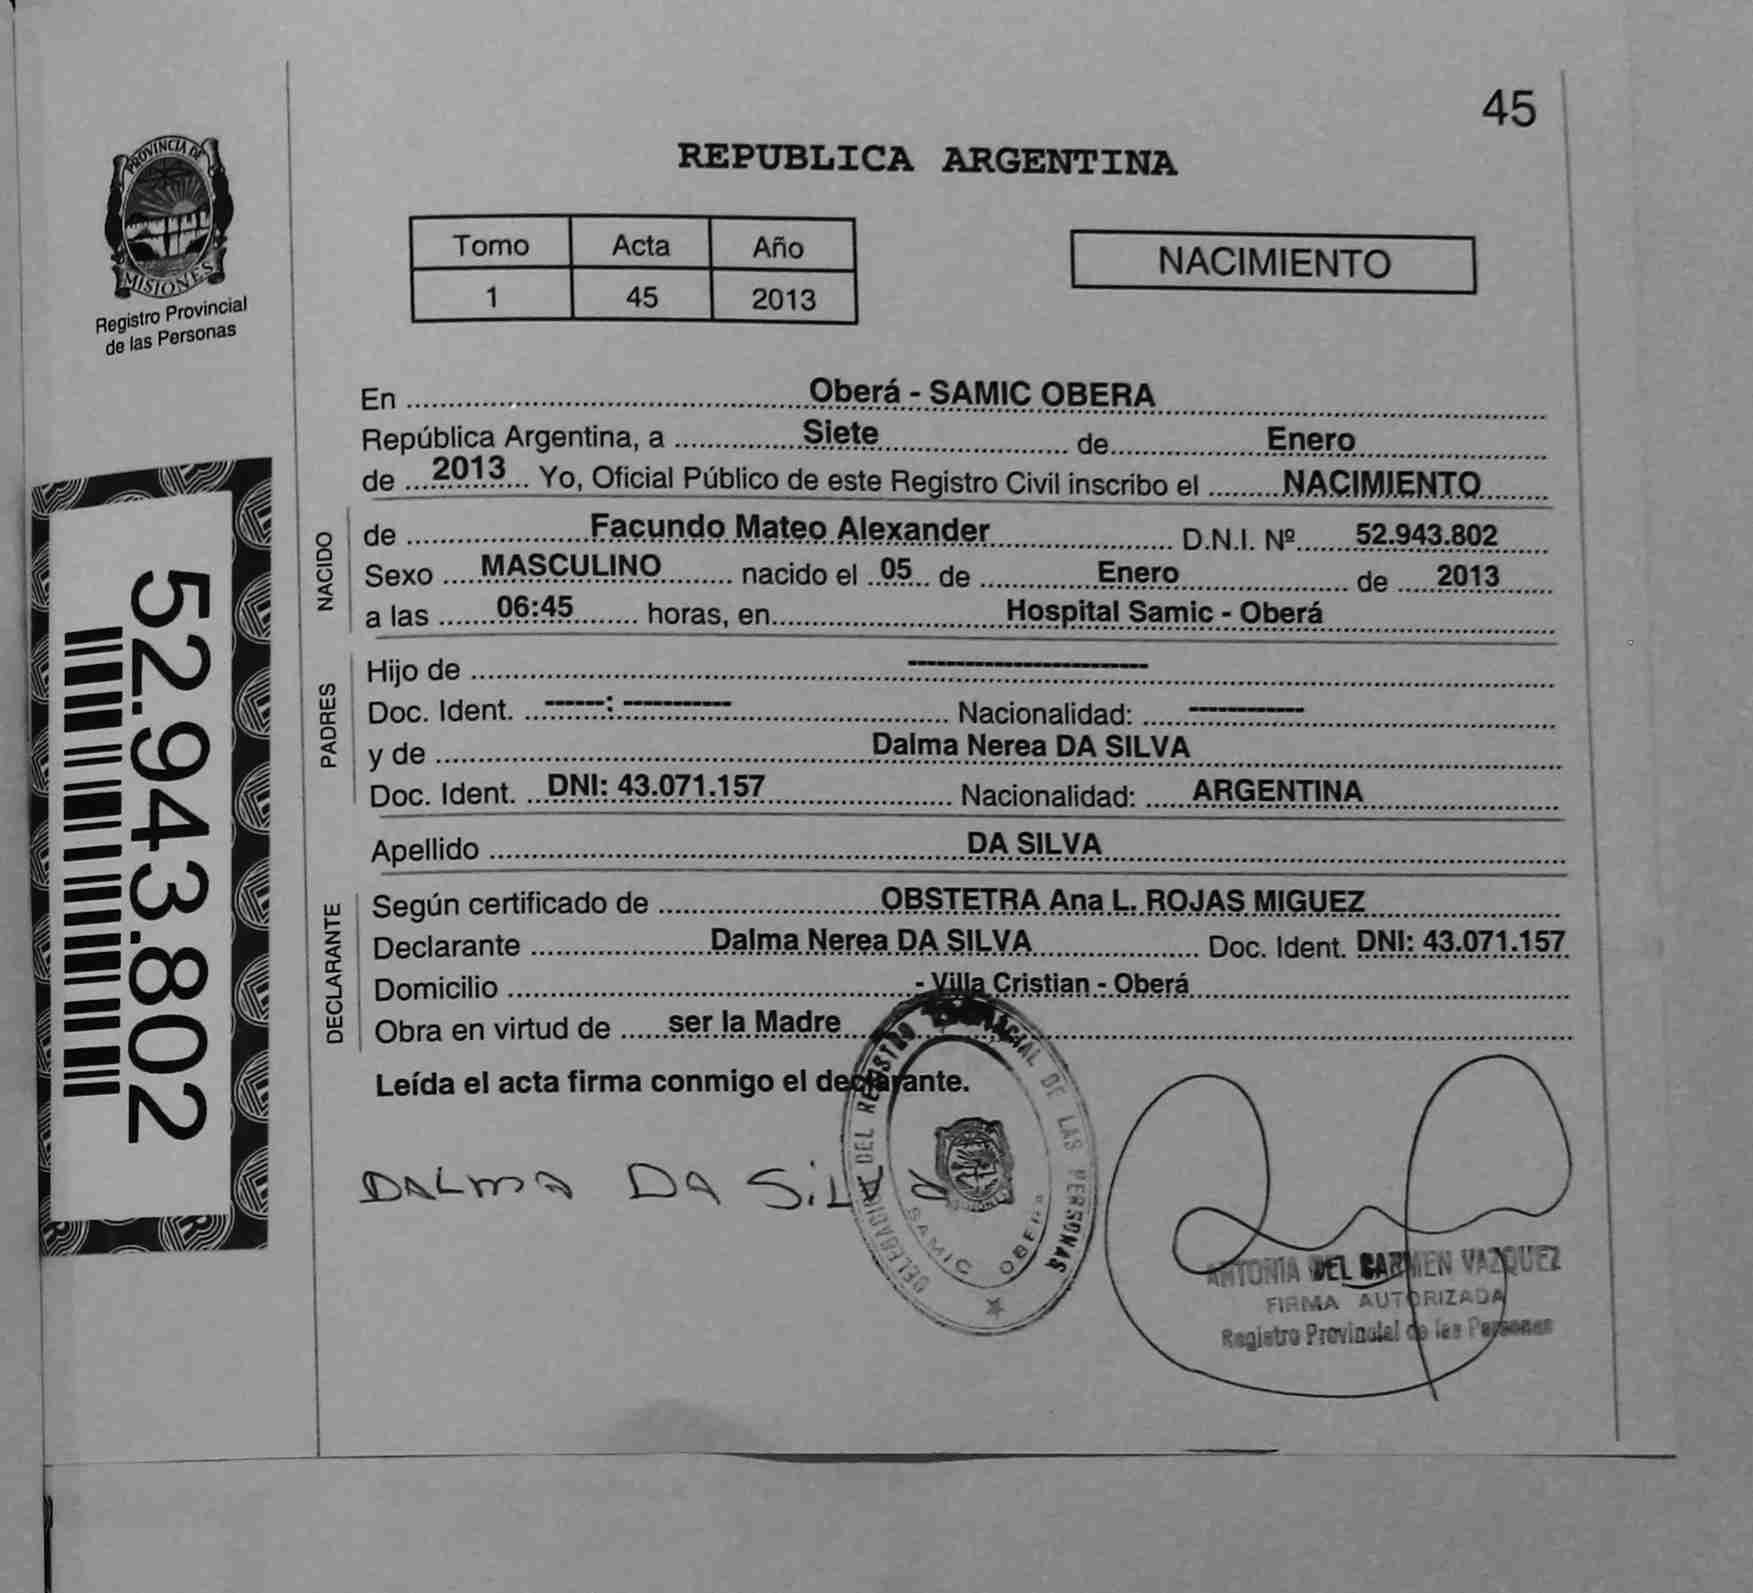 45
PROVINCIA DE
MISIONES
Registro Provincial
de las Personas
REPUBLICA ARGENTINA
Tomo Acta Año
1 45 2013
NACIMIENTO
En Oberá - SAMIC OBERA
República Argentina, a Siete de Enero
de 2013 Yo, Oficial Público de este Registro Civil inscribo el NACIMIENTO
NACIDO
de Facundo Mateo Alexander D.N.I. Nº 52.943.802
Sexo MASCULINO nacido el 05 de Enero de 2013
a las 06:45 horas, en Hospital Samic - Oberá
PADRES
Hijo de --------------------
Doc. Ident. ------: ----------- Nacionalidad: ------------
y de Dalma Nerea DA SILVA
Doc. Ident. DNI: 43.071.157 Nacionalidad: ARGENTINA
Apellido DA SILVA
DECLARANTE
Según certificado de OBSTETRA Ana L. ROJAS MIGUEZ
Declarante Dalma Nerea DA SILVA Doc. Ident. DNI: 43.071.157
Domicilio - Villa Cristian - Oberá
Obra en virtud de ser la Madre
Leída el acta firma conmigo el declarante.
DALMA DA SiLVA
DELEGACION DEL REGISTRO PROVINCIAL DE LAS PERSONAS
SAMIC OBERA
ANTONIA DEL CARMEN VAZQUEZ
FIRMA AUTORIZADA
Registro Provincial de las Personas
52.943.802